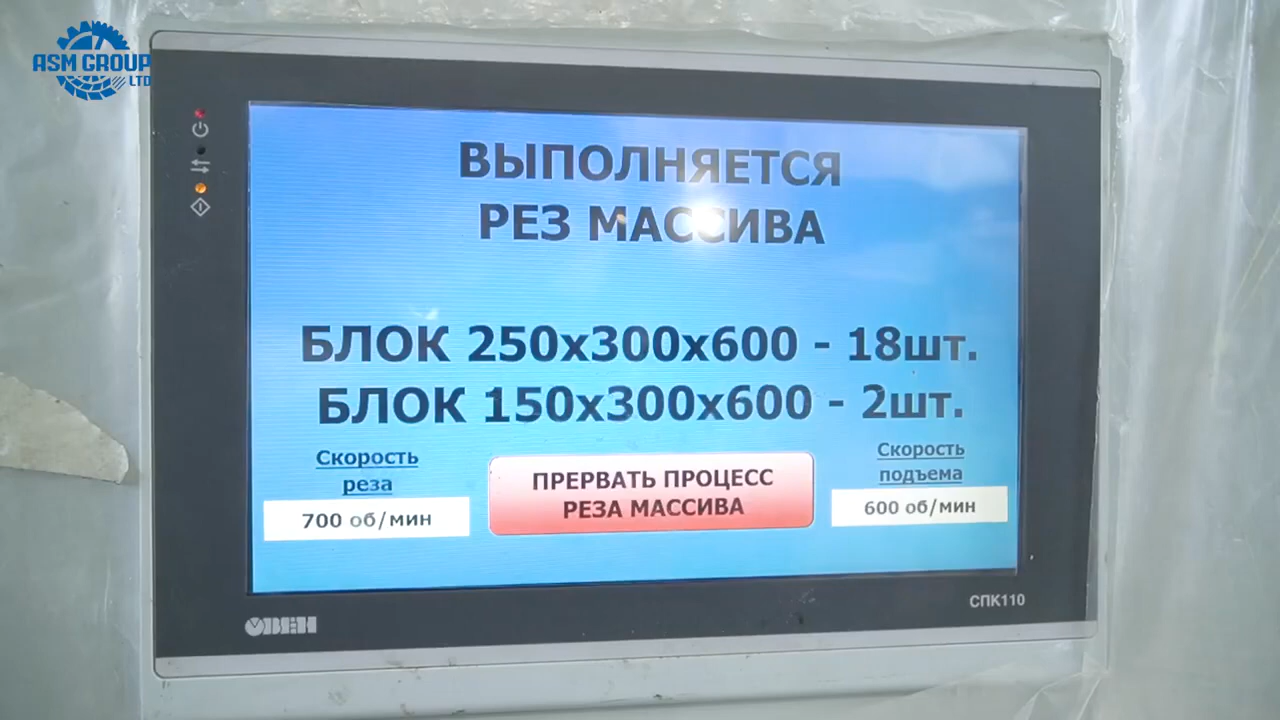 ASM GROUP
LTD
ВЫПОЛНЯЕТСЯ
РЕЗ МАССИВА
БЛОК 250х300х600 - 18шт.
БЛОК 150х300х600 - 2шт.
Скорость
реза
700 об/мин
ПРЕРВАТЬ ПРОЦЕСС
РЕЗА МАССИВА
Скорость
подъема
600 об/мин
ОВЕН
СПК110